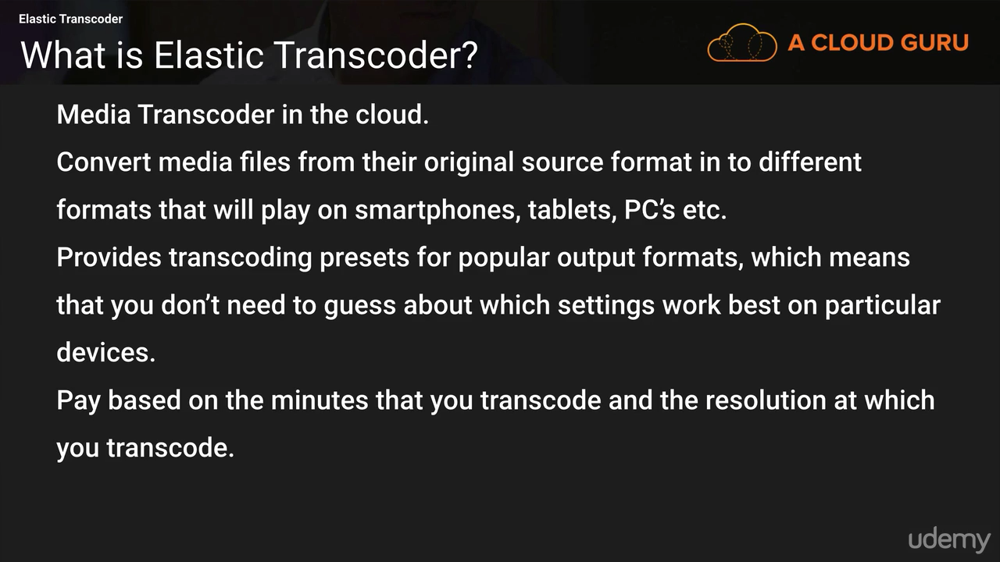 Elastic Transcoder
What is Elastic Transcoder?
A CLOUD GURU
Media Transcoder in the cloud.
Convert media files from their original source format in to different
formats that will play on smartphones, tablets, PC’s etc.
Provides transcoding presets for popular output formats, which means
that you don’t need to guess about which settings work best on particular
devices.
Pay based on the minutes that you transcode and the resolution at which
you transcode.
udemy